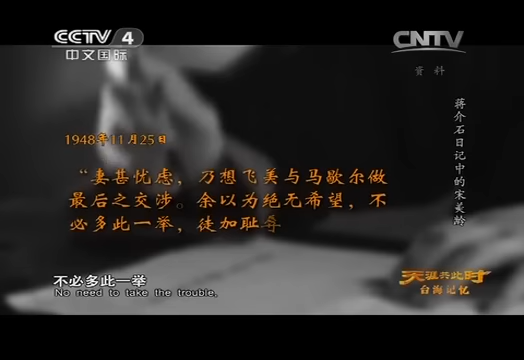 CCTV 4
中文国际
CNTV
资料
蒋介石日记中的宋美龄
1948年11月25日
“妻甚忧虑，乃想飞美与马歇尔做
最后之交涉。余以为绝无希望，不
必多此一举，徒加耻辱
不必多此一举
No need to take the trouble,
天涯共此时
台海记忆